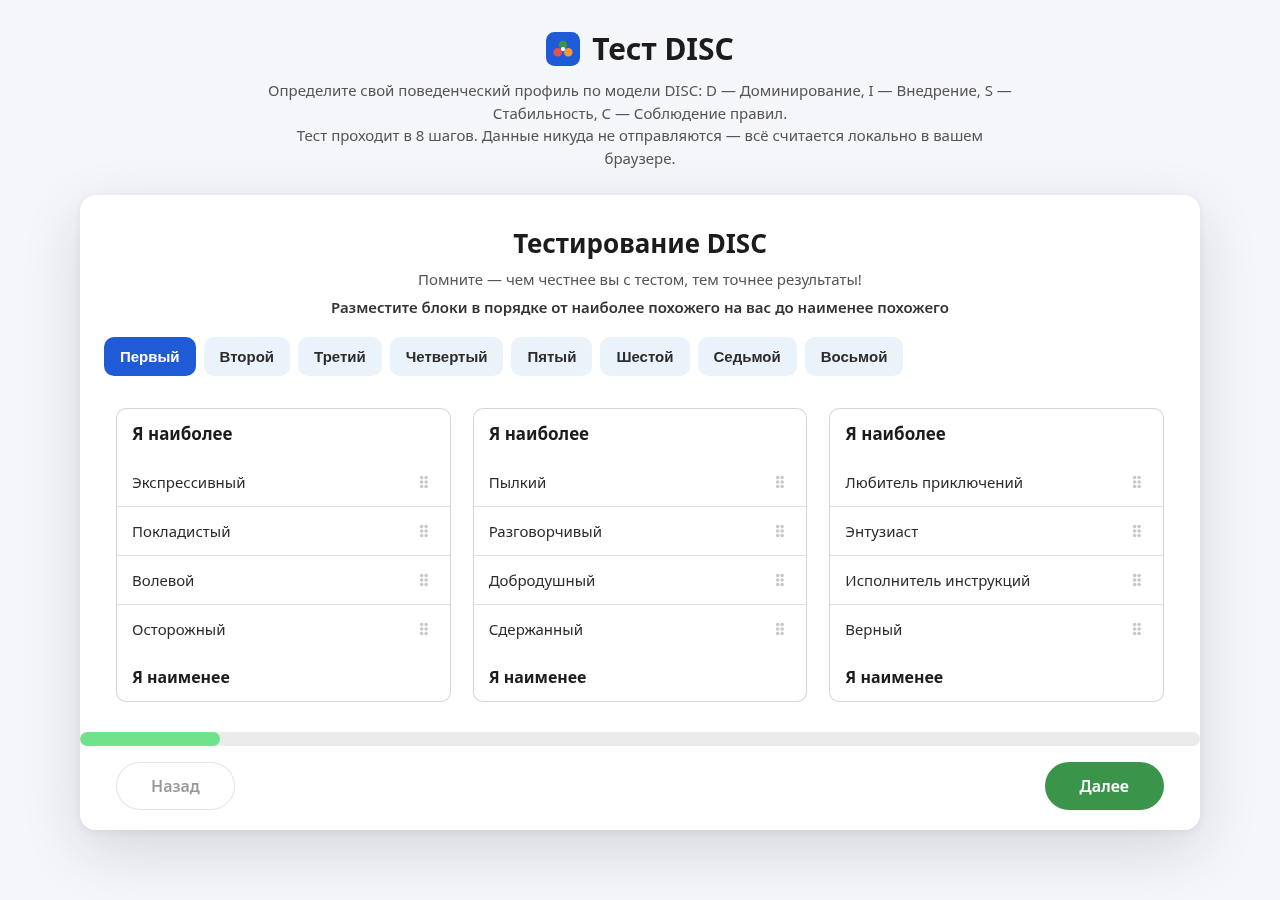 Тест DISC
Определите свой поведенческий профиль по модели DISC: D — Доминирование, I — Внедрение, S —
Стабильность, C — Соблюдение правил.
Тест проходит в 8 шагов. Данные никуда не отправляются — всё считается локально в вашем
браузере.
Тестирование DISC
Помните — чем честнее вы с тестом, тем точнее результаты!
Разместите блоки в порядке от наиболее похожего на вас до наименее похожего
Первый Второй Третий Четвертый Пятый Шестой Седьмой Восьмой
Я наиболее
Экспрессивный
Покладистый
Волевой
Осторожный
Я наименее
Я наиболее
Пылкий
Разговорчивый
Добродушный
Сдержанный
Я наименее
Я наиболее
Любитель приключений
Энтузиаст
Исполнитель инструкций
Верный
Я наименее
Назад
Далее